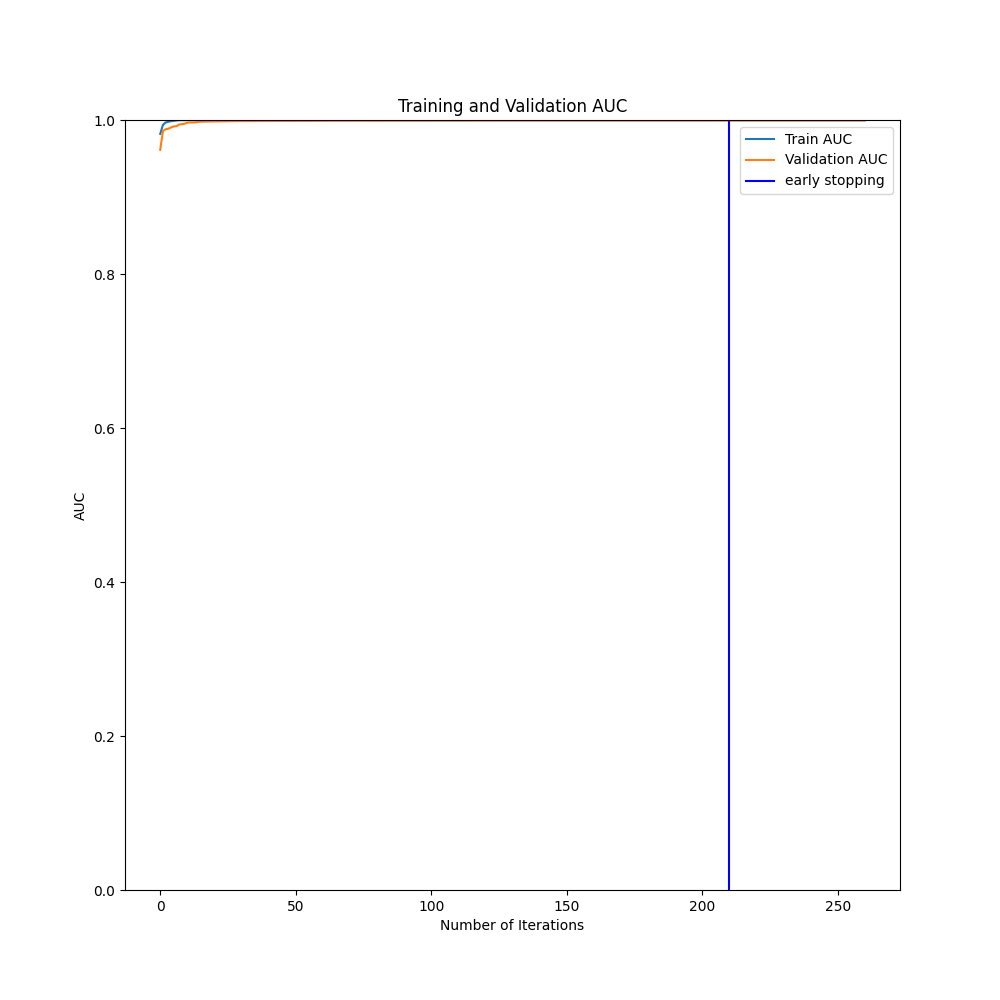 Training and Validation AUC
1.0
0.8
0.6
0.4
0.2
0.0
AUC
Train AUC
Validation AUC
early stopping
0 50 100 150 200 250
Number of Iterations